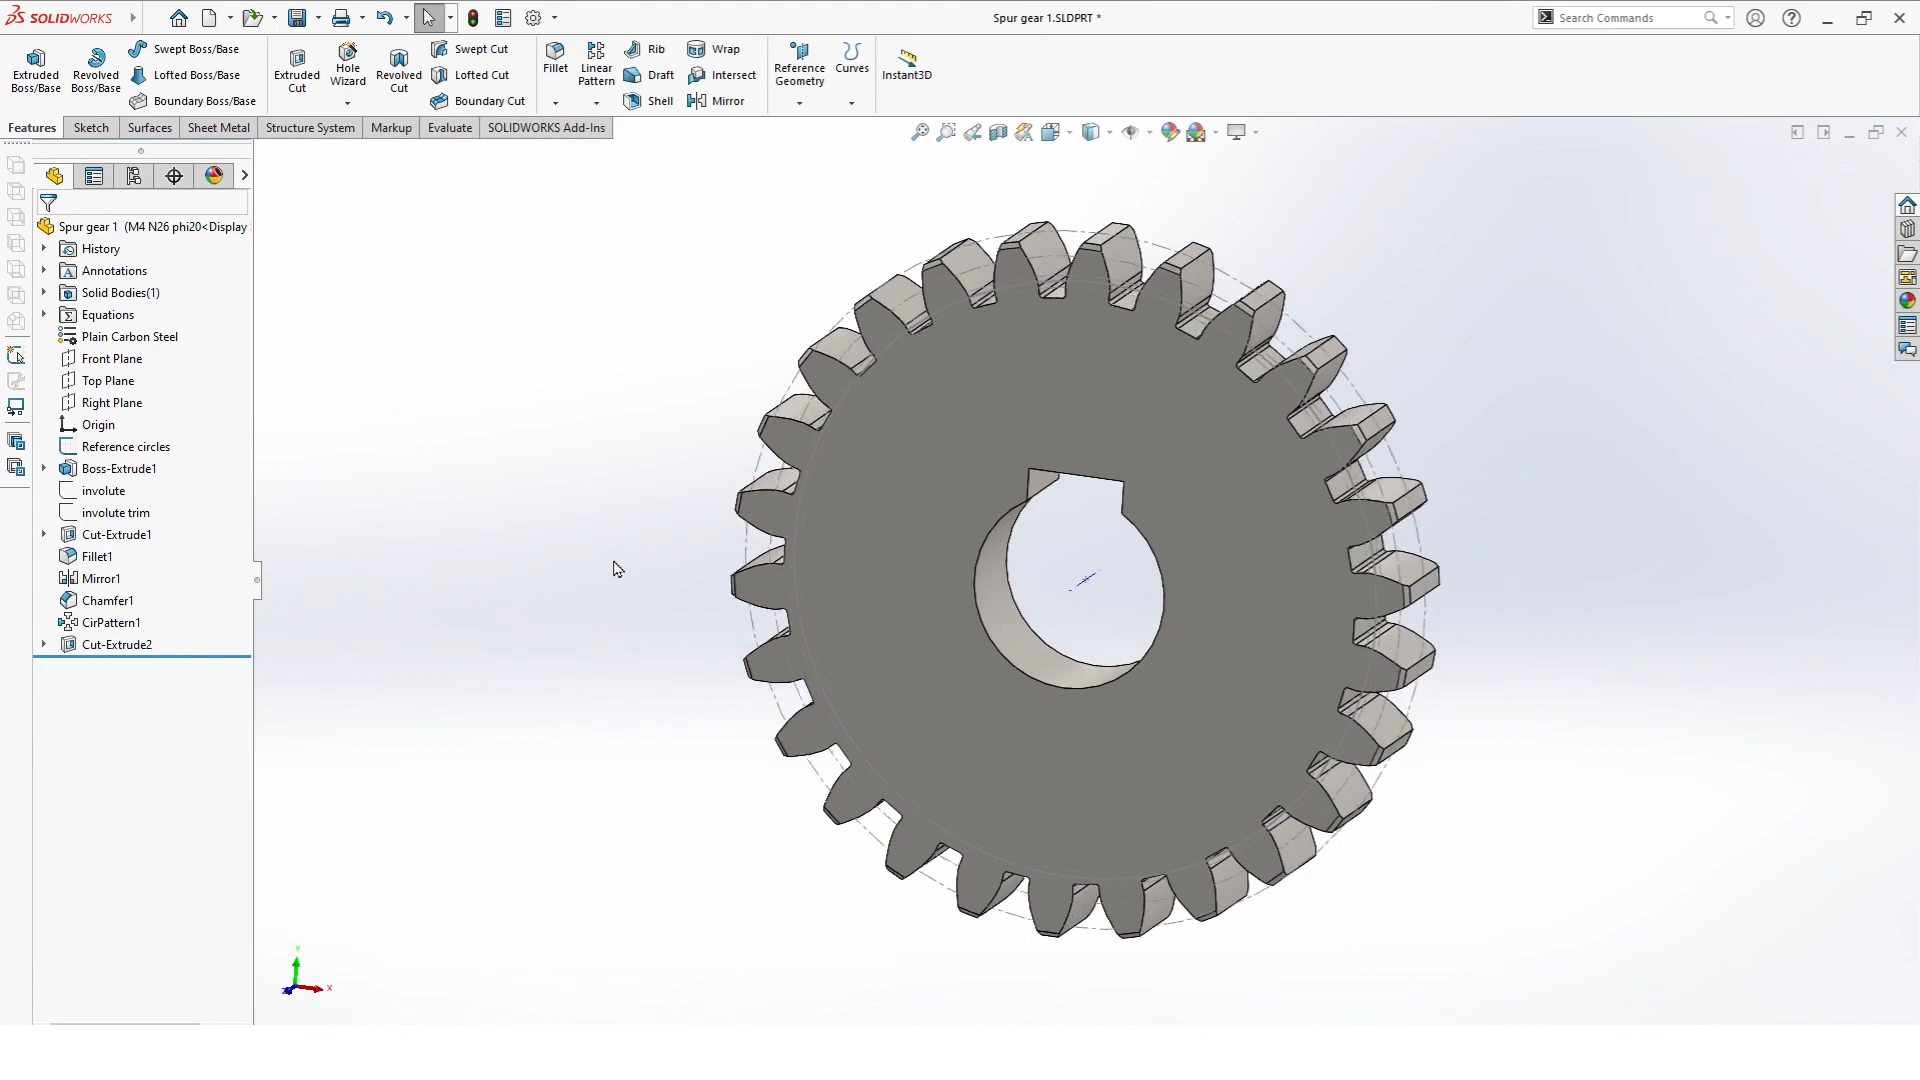 SOLIDWORKS
Spur gear 1.SLDPRT *
Search Commands
Extruded Boss/Base
Revolved Boss/Base
Swept Boss/Base
Lofted Boss/Base
Boundary Boss/Base
Extruded Cut
Hole Wizard
Revolved Cut
Swept Cut
Lofted Cut
Boundary Cut
Fillet
Linear Pattern
Rib
Draft
Shell
Wrap
Intersect
Mirror
Reference Geometry
Curves
Instant3D
Features
Sketch
Surfaces
Sheet Metal
Structure System
Markup
Evaluate
SOLIDWORKS Add-Ins
Spur gear 1 (M4 N26 phi20<Display
History
Annotations
Solid Bodies(1)
Equations
Plain Carbon Steel
Front Plane
Top Plane
Right Plane
Origin
Reference circles
Boss-Extrude1
involute
involute trim
Cut-Extrude1
Fillet1
Mirror1
Chamfer1
CirPattern1
Cut-Extrude2
Y
X
Z